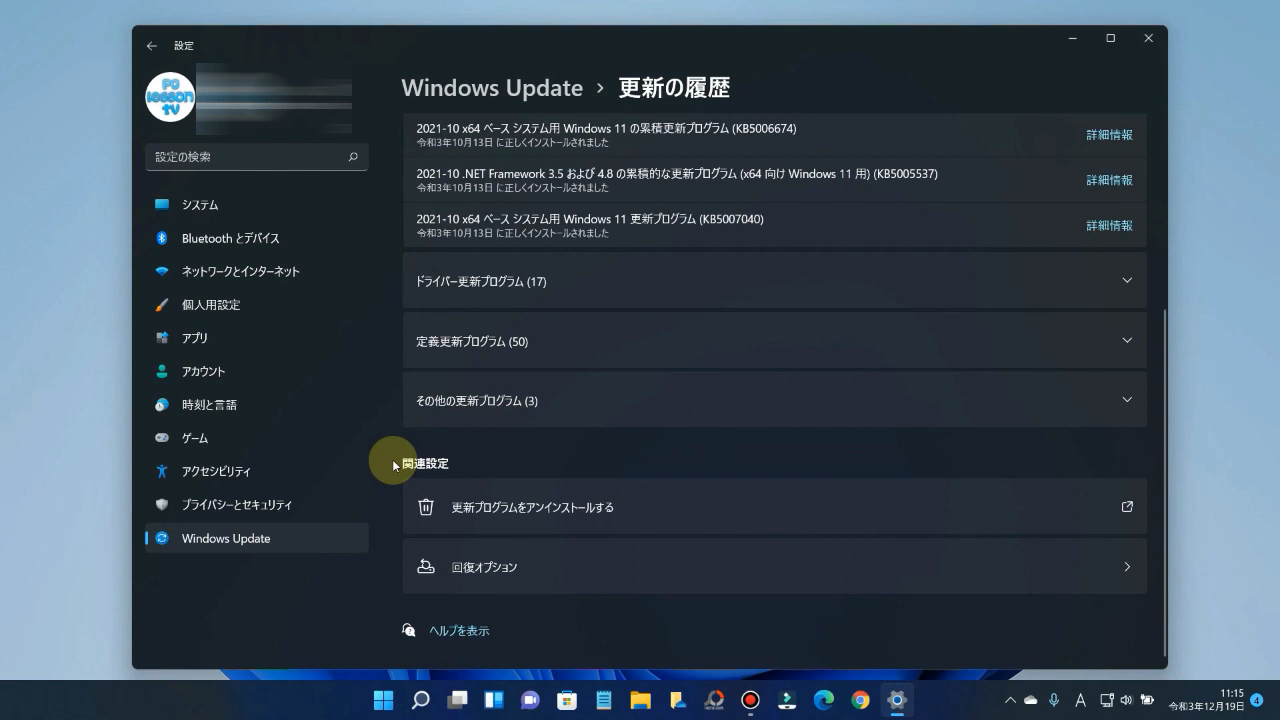 設定
PC
lesson
TV
設定の検索
システム
Bluetooth とデバイス
ネットワークとインターネット
個人用設定
アプリ
アカウント
時刻と言語
ゲーム
アクセシビリティ
プライバシーとセキュリティ
Windows Update
Windows Update › 更新の履歴
2021-10 x64 ベース システム用 Windows 11 の累積更新プログラム (KB5006674)
令和3年10月13日 に正しくインストールされました
詳細情報
2021-10 .NET Framework 3.5 および 4.8 の累積的な更新プログラム (x64 向け Windows 11 用) (KB5005537)
令和3年10月13日 に正しくインストールされました
詳細情報
2021-10 x64 ベース システム用 Windows 11 更新プログラム (KB5007040)
令和3年10月13日 に正しくインストールされました
詳細情報
ドライバー更新プログラム (17)
定義更新プログラム (50)
その他の更新プログラム (3)
関連設定
更新プログラムをアンインストールする
回復オプション
ヘルプを表示
A
11:15
令和3年12月19日
4